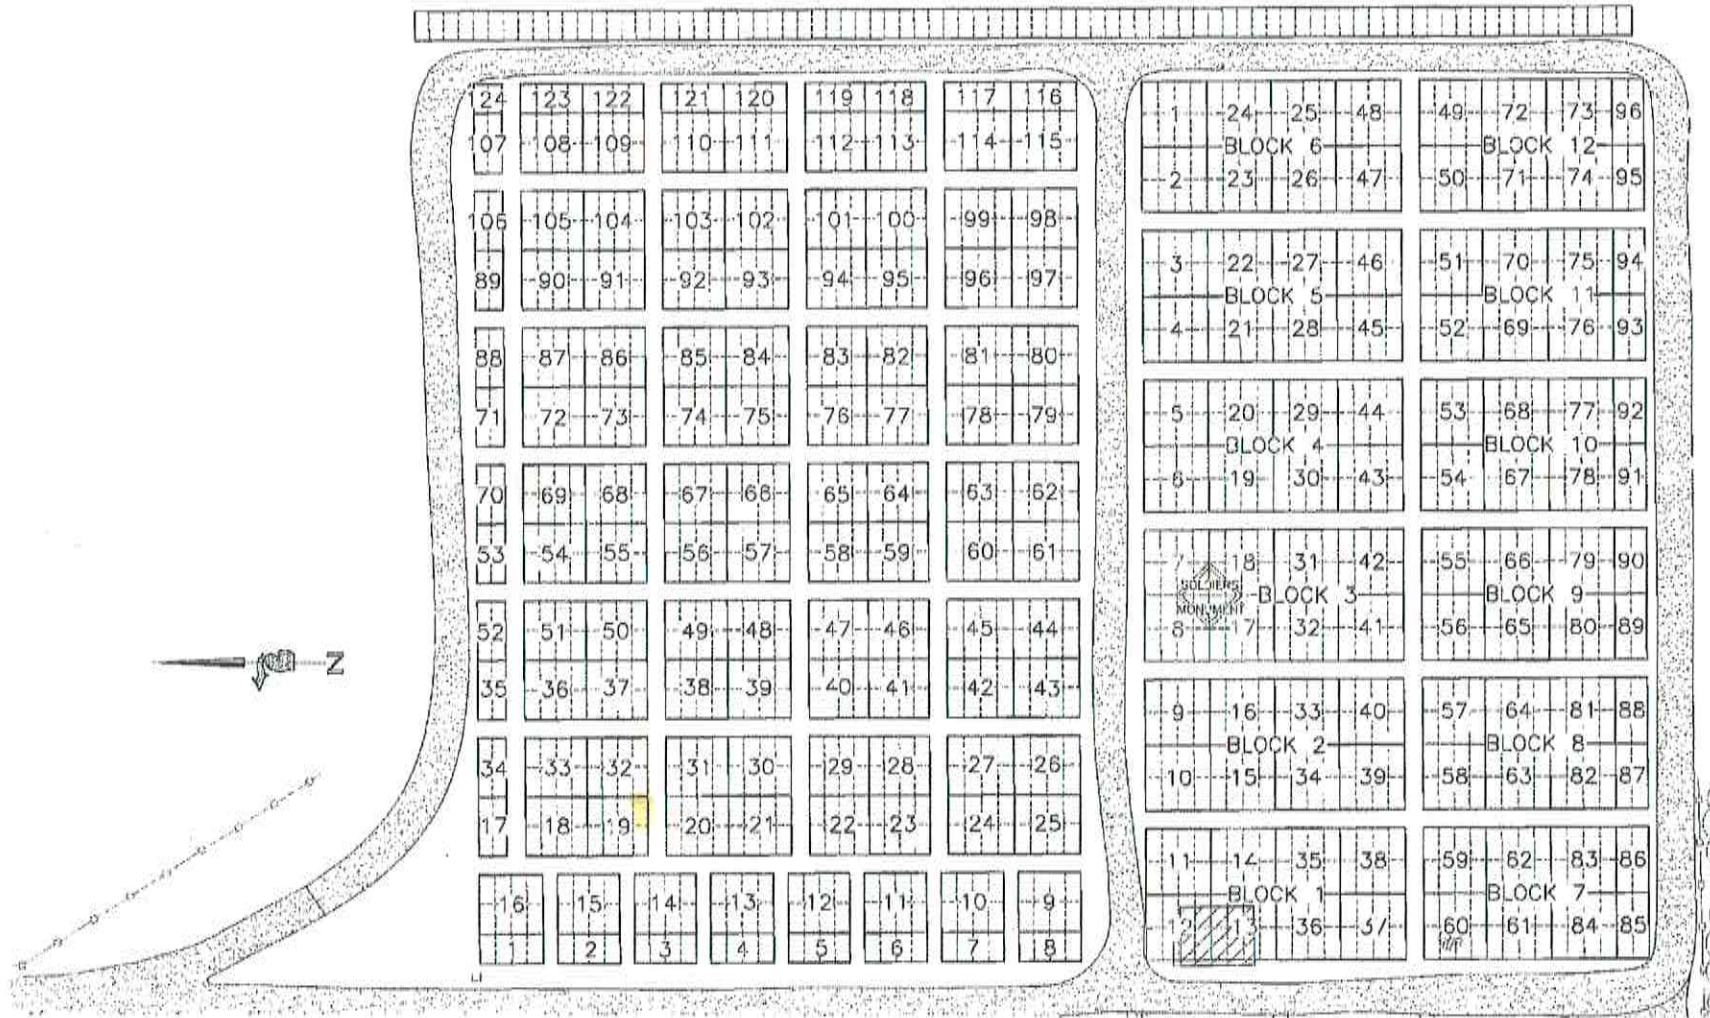 124 123 122 121 120 119 118 117 116
107 108 109 110 111 112 113 114 115
106 105 104 103 102 101 100 99 98
89 90 91 92 93 94 95 96 97
88 87 86 85 84 83 82 81 80
71 72 73 74 75 76 77 78 79
70 69 68 67 66 65 64 63 62
53 54 55 56 57 58 59 60 61
52 51 50 49 48 47 46 45 44
35 36 37 38 39 40 41 42 43
34 33 32 31 30 29 28 27 26
17 18 19 20 21 22 23 24 25
16 15 14 13 12 11 10 9
1 2 3 4 5 6 7 8
N
1 24 25 48
BLOCK 6
2 23 26 47
3 22 27 46
BLOCK 5
4 21 28 45
5 20 29 44
BLOCK 4
6 19 30 43
7 18 31 42
SOLDIERS
MONUMENT
BLOCK 3
8 17 32 41
9 16 33 40
BLOCK 2
10 15 34 39
11 14 35 38
BLOCK 1
12 13 36 37
49 72 73 96
BLOCK 12
50 71 74 95
51 70 75 94
BLOCK 11
52 69 76 93
53 68 77 92
BLOCK 10
54 67 78 91
55 66 79 90
BLOCK 9
56 65 80 89
57 64 81 88
BLOCK 8
58 63 82 87
59 62 83 86
BLOCK 7
60 61 84 85